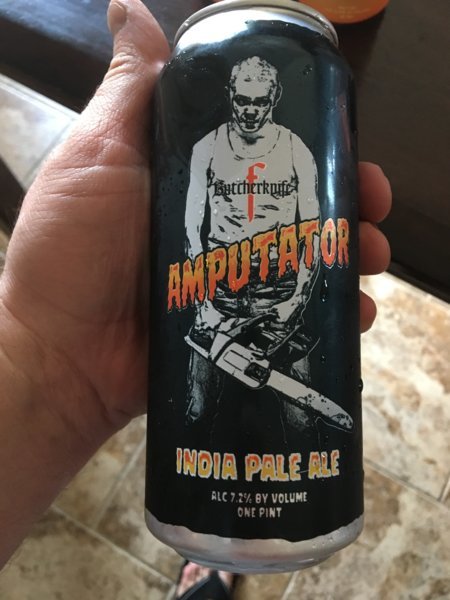 Butcherknife
AMPUTATOR
INDIA PALE ALE
ALC 7.2% BY VOLUME
ONE PINT